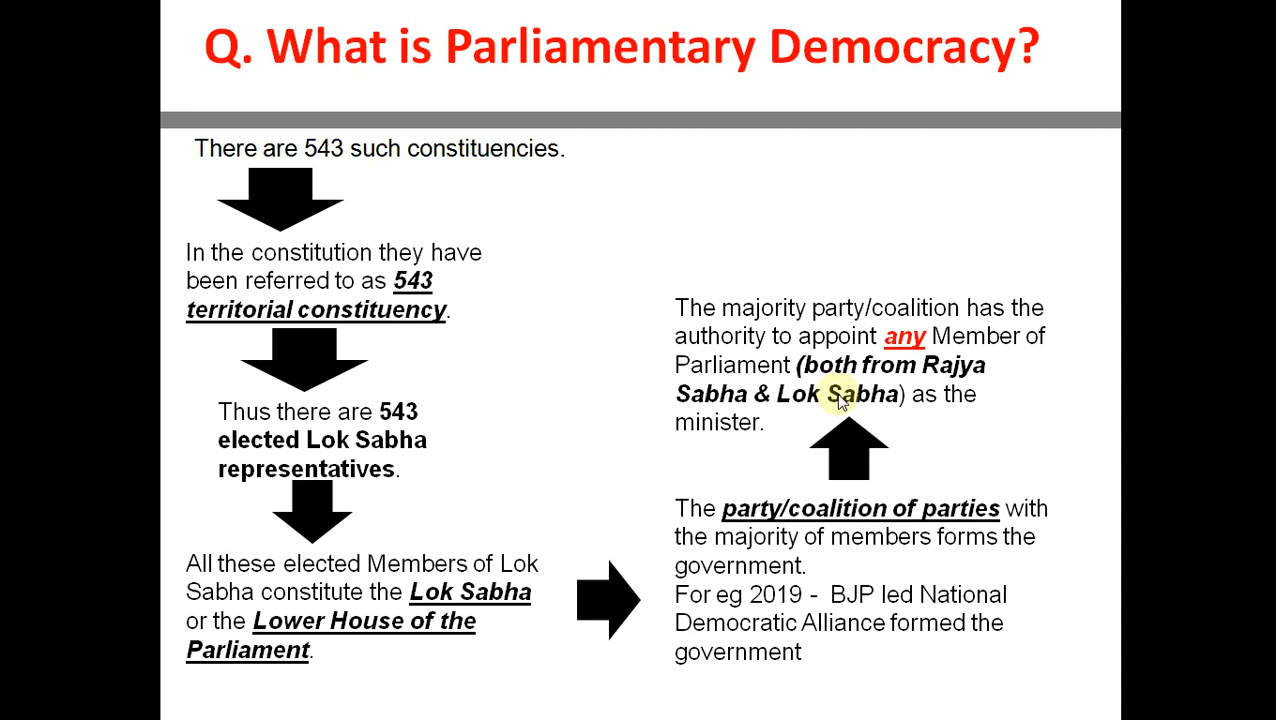 Q. What is Parliamentary Democracy?
There are 543 such constituencies.
In the constitution they have
been referred to as 543
territorial constituency.
Thus there are 543
elected Lok Sabha
representatives.
All these elected Members of Lok
Sabha constitute the Lok Sabha
or the Lower House of the
Parliament.
The party/coalition of parties with
the majority of members forms the
government.
For eg 2019 - BJP led National
Democratic Alliance formed the
government
The majority party/coalition has the
authority to appoint any Member of
Parliament (both from Rajya
Sabha & Lok Sabha) as the
minister.